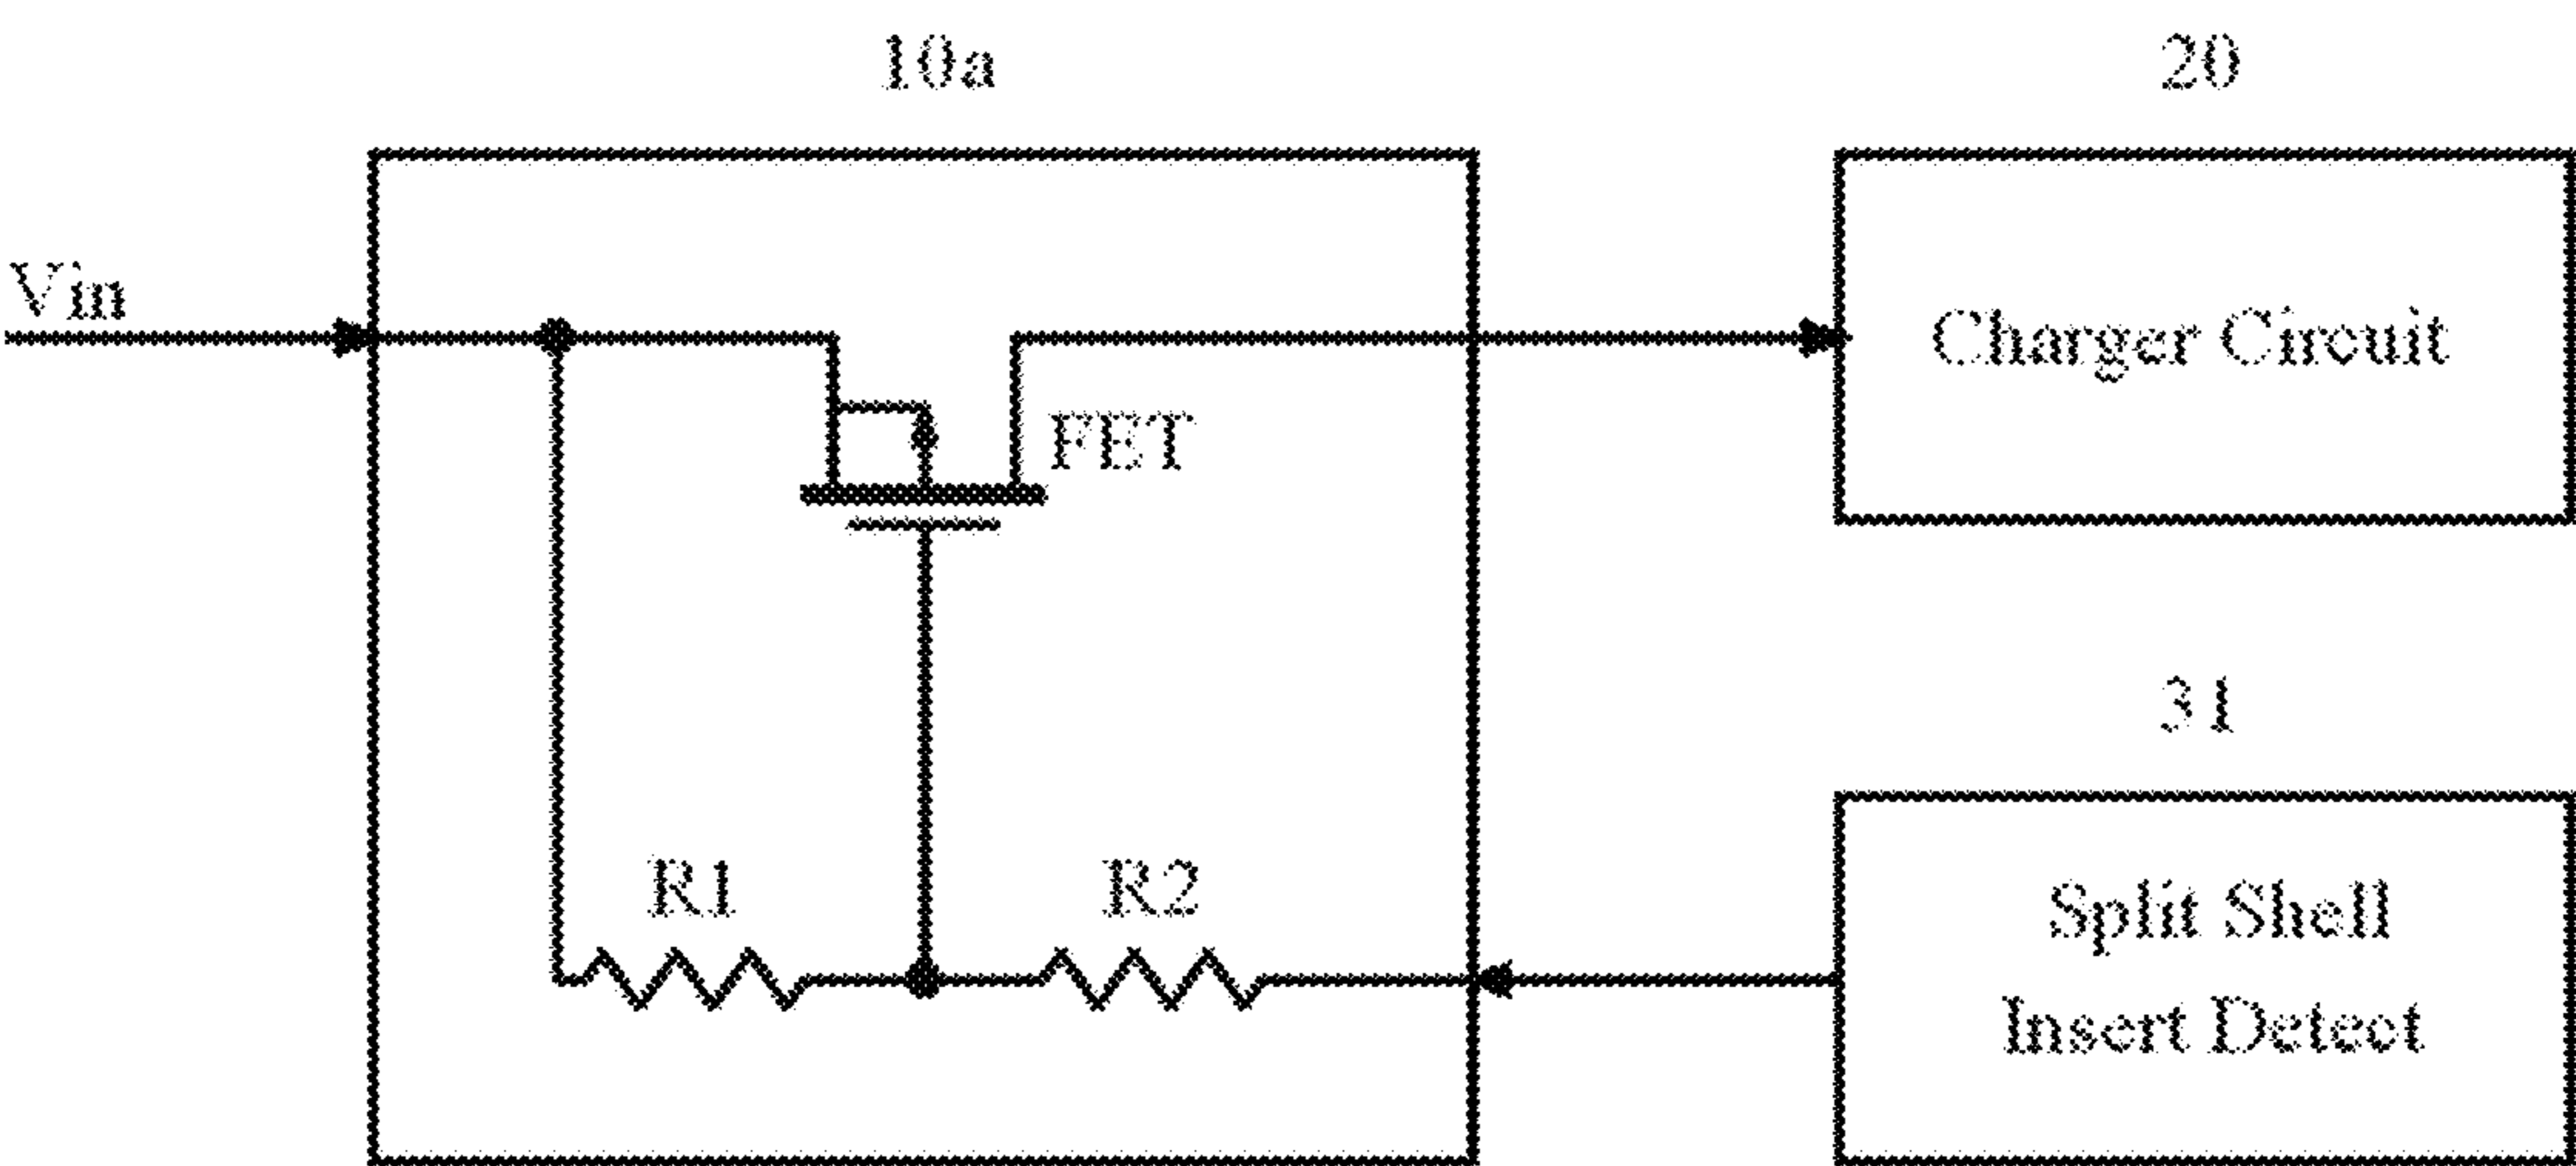 10a
20
Vin
Charger Circuit
FET
31
R1
R2
Split Shell
Insert Detect